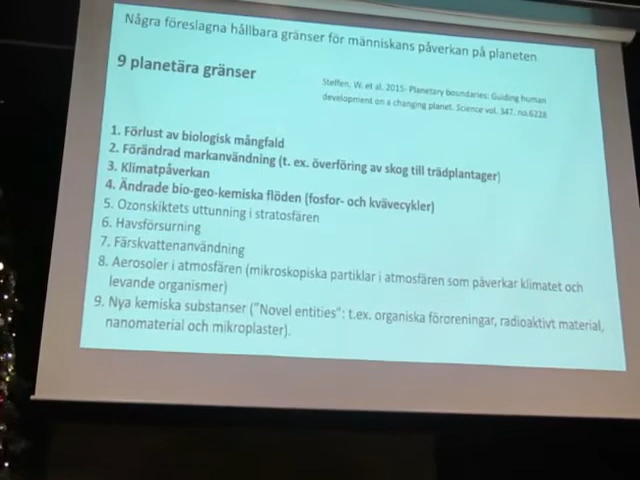 Några föreslagna hållbara gränser för människans påverkan på planeten
9 planetära gränser
Steffen, W. et al. 2015- Planetary boundaries: Guiding human
development on a changing planet. Science vol. 347. no.6223
1. Förlust av biologisk mångfald
2. Förändrad markanvändning (t. ex. överföring av skog till trädplantager)
3. Klimatpåverkan
4. Ändrade bio-geo-kemiska flöden (fosfor- och kvävecykler)
5. Ozonskiktets uttunning i stratosfären
6. Havsförsurning
7. Färskvattenanvändning
8. Aerosoler i atmosfären (mikroskopiska partiklar i atmosfären som påverkar klimatet och
levande organismer)
9. Nya kemiska substanser ("Novel entities": t.ex. organiska föroreningar, radioaktivt material,
nanomaterial och mikroplaster).